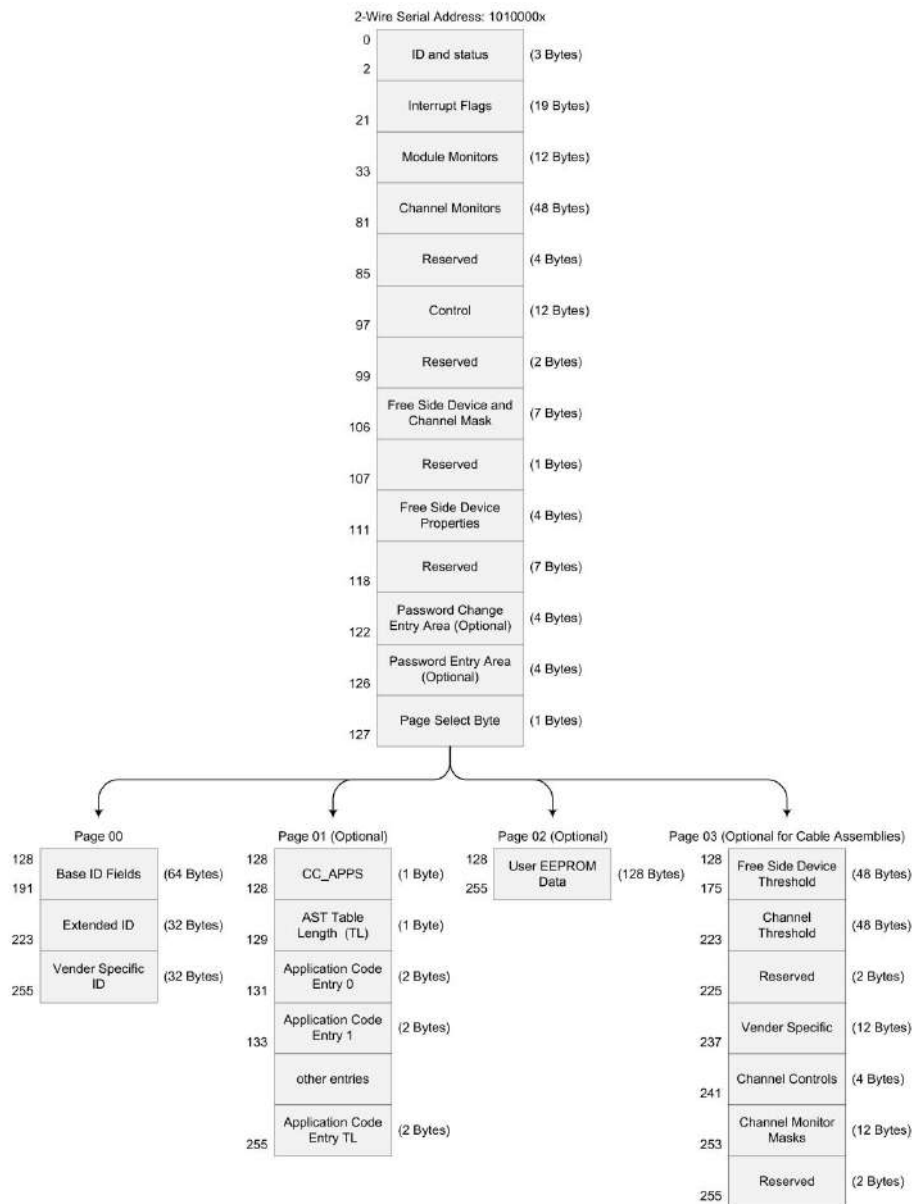 2-Wire Serial Address: 1010000x
0
ID and status
(3 Bytes)
2
Interrupt Flags
(19 Bytes)
21
Module Monitors
(12 Bytes)
33
Channel Monitors
(48 Bytes)
81
Reserved
(4 Bytes)
85
Control
(12 Bytes)
97
Reserved
(2 Bytes)
99
Free Side Device and
Channel Mask
(7 Bytes)
106
Reserved
(1 Bytes)
107
Free Side Device
Properties
(4 Bytes)
111
Reserved
(7 Bytes)
118
Password Change
Entry Area (Optional)
(4 Bytes)
122
Password Entry Area
(Optional)
(4 Bytes)
126
Page Select Byte
(1 Bytes)
127
Page 00
128
Base ID Fields
(64 Bytes)
191
Extended ID
(32 Bytes)
223
Vender Specific
ID
(32 Bytes)
255
Page 01 (Optional)
128
CC_APPS
(1 Byte)
128
AST Table
Length (TL)
(1 Byte)
129
Application Code
Entry 0
(2 Bytes)
131
Application Code
Entry 1
(2 Bytes)
133
other entries
Application Code
Entry TL
(2 Bytes)
255
Page 02 (Optional)
128
User EEPROM
Data
(128 Bytes)
255
Page 03 (Optional for Cable Assemblies)
128
Free Side Device
Threshold
(48 Bytes)
175
Channel
Threshold
(48 Bytes)
223
Reserved
(2 Bytes)
225
Vender Specific
(12 Bytes)
237
Channel Controls
(4 Bytes)
241
Channel Monitor
Masks
(12 Bytes)
253
Reserved
(2 Bytes)
255